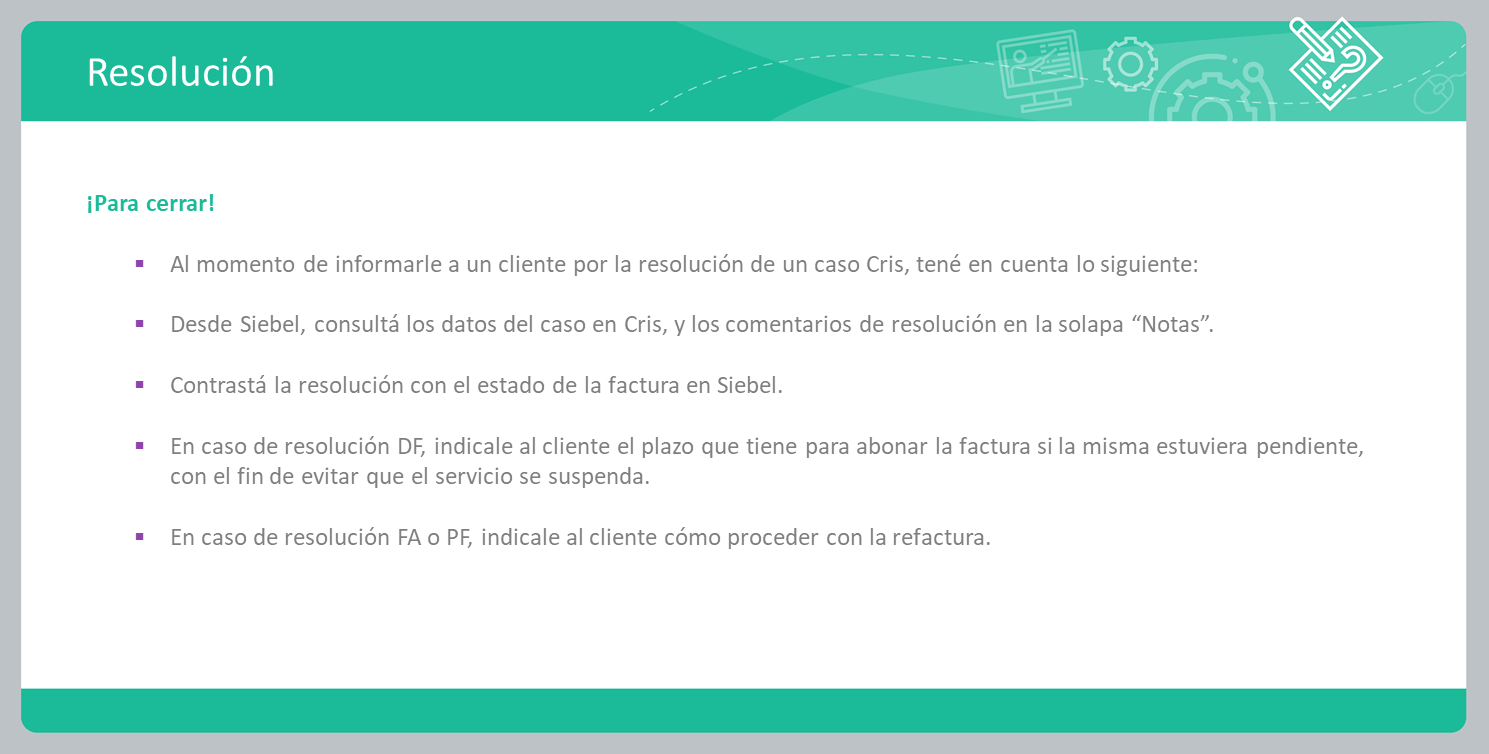 Resolución
¡Para cerrar!
▪ Al momento de informarle a un cliente por la resolución de un caso Cris, tené en cuenta lo siguiente:
▪ Desde Siebel, consultá los datos del caso en Cris, y los comentarios de resolución en la solapa “Notas”.
▪ Contrastá la resolución con el estado de la factura en Siebel.
▪ En caso de resolución DF, indicale al cliente el plazo que tiene para abonar la factura si la misma estuviera pendiente,
con el fin de evitar que el servicio se suspenda.
▪ En caso de resolución FA o PF, indicale al cliente cómo proceder con la refactura.